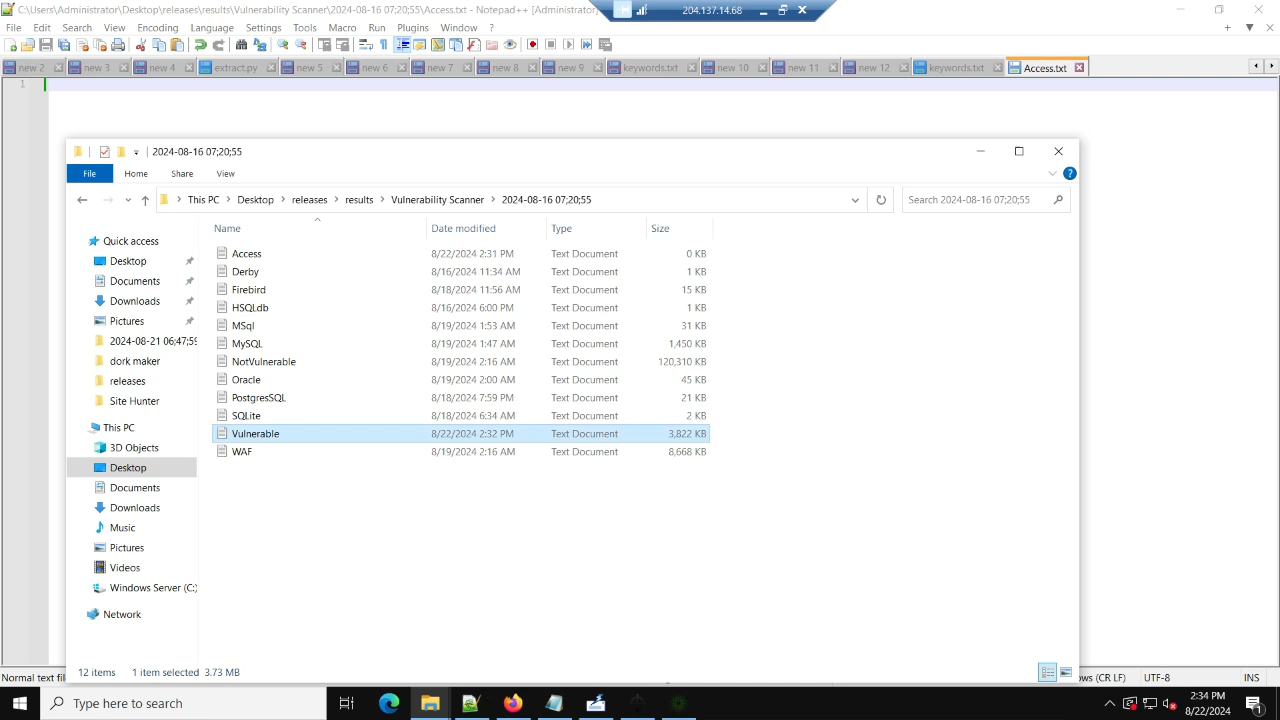 C:\Users\Administrator\Desktop\releases\results\Vulnerability Scanner\2024-08-16 07;20;55\Access.txt - Notepad++ [Administrator]
204.137.14.68
File Edit Search View Encoding Language Settings Tools Macro Run Plugins Window ?
new 2 new 3 new 4 extract.py new 5 new 6 new 7 new 8 new 9 keywords.txt new 10 new 11 new 12 keywords.txt Access.txt
1
2024-08-16 07;20;55
File Home Share View
This PC Desktop releases results Vulnerability Scanner 2024-08-16 07;20;55
Search 2024-08-16 07;20;55
Name Date modified Type Size
Quick access
Desktop
Documents
Downloads
Pictures
2024-08-21 06;47;59
dork maker
releases
Site Hunter
This PC
3D Objects
Desktop
Documents
Downloads
Music
Pictures
Videos
Windows Server (C:)
Network
Access 8/22/2024 2:31 PM Text Document 0 KB
Derby 8/16/2024 11:34 AM Text Document 1 KB
Firebird 8/18/2024 11:56 AM Text Document 15 KB
HSQLdb 8/16/2024 6:00 PM Text Document 1 KB
MSql 8/19/2024 1:53 AM Text Document 31 KB
MySQL 8/19/2024 1:47 AM Text Document 1,450 KB
NotVulnerable 8/19/2024 2:16 AM Text Document 120,310 KB
Oracle 8/19/2024 2:00 AM Text Document 45 KB
PostgresSQL 8/18/2024 7:59 PM Text Document 21 KB
SQLite 8/18/2024 6:34 AM Text Document 2 KB
Vulnerable 8/22/2024 2:32 PM Text Document 3,822 KB
WAF 8/19/2024 2:16 AM Text Document 8,668 KB
12 items 1 item selected 3.73 MB
Normal text (CR LF) UTF-8 INS
Type here to search
2:34 PM
8/22/2024
1